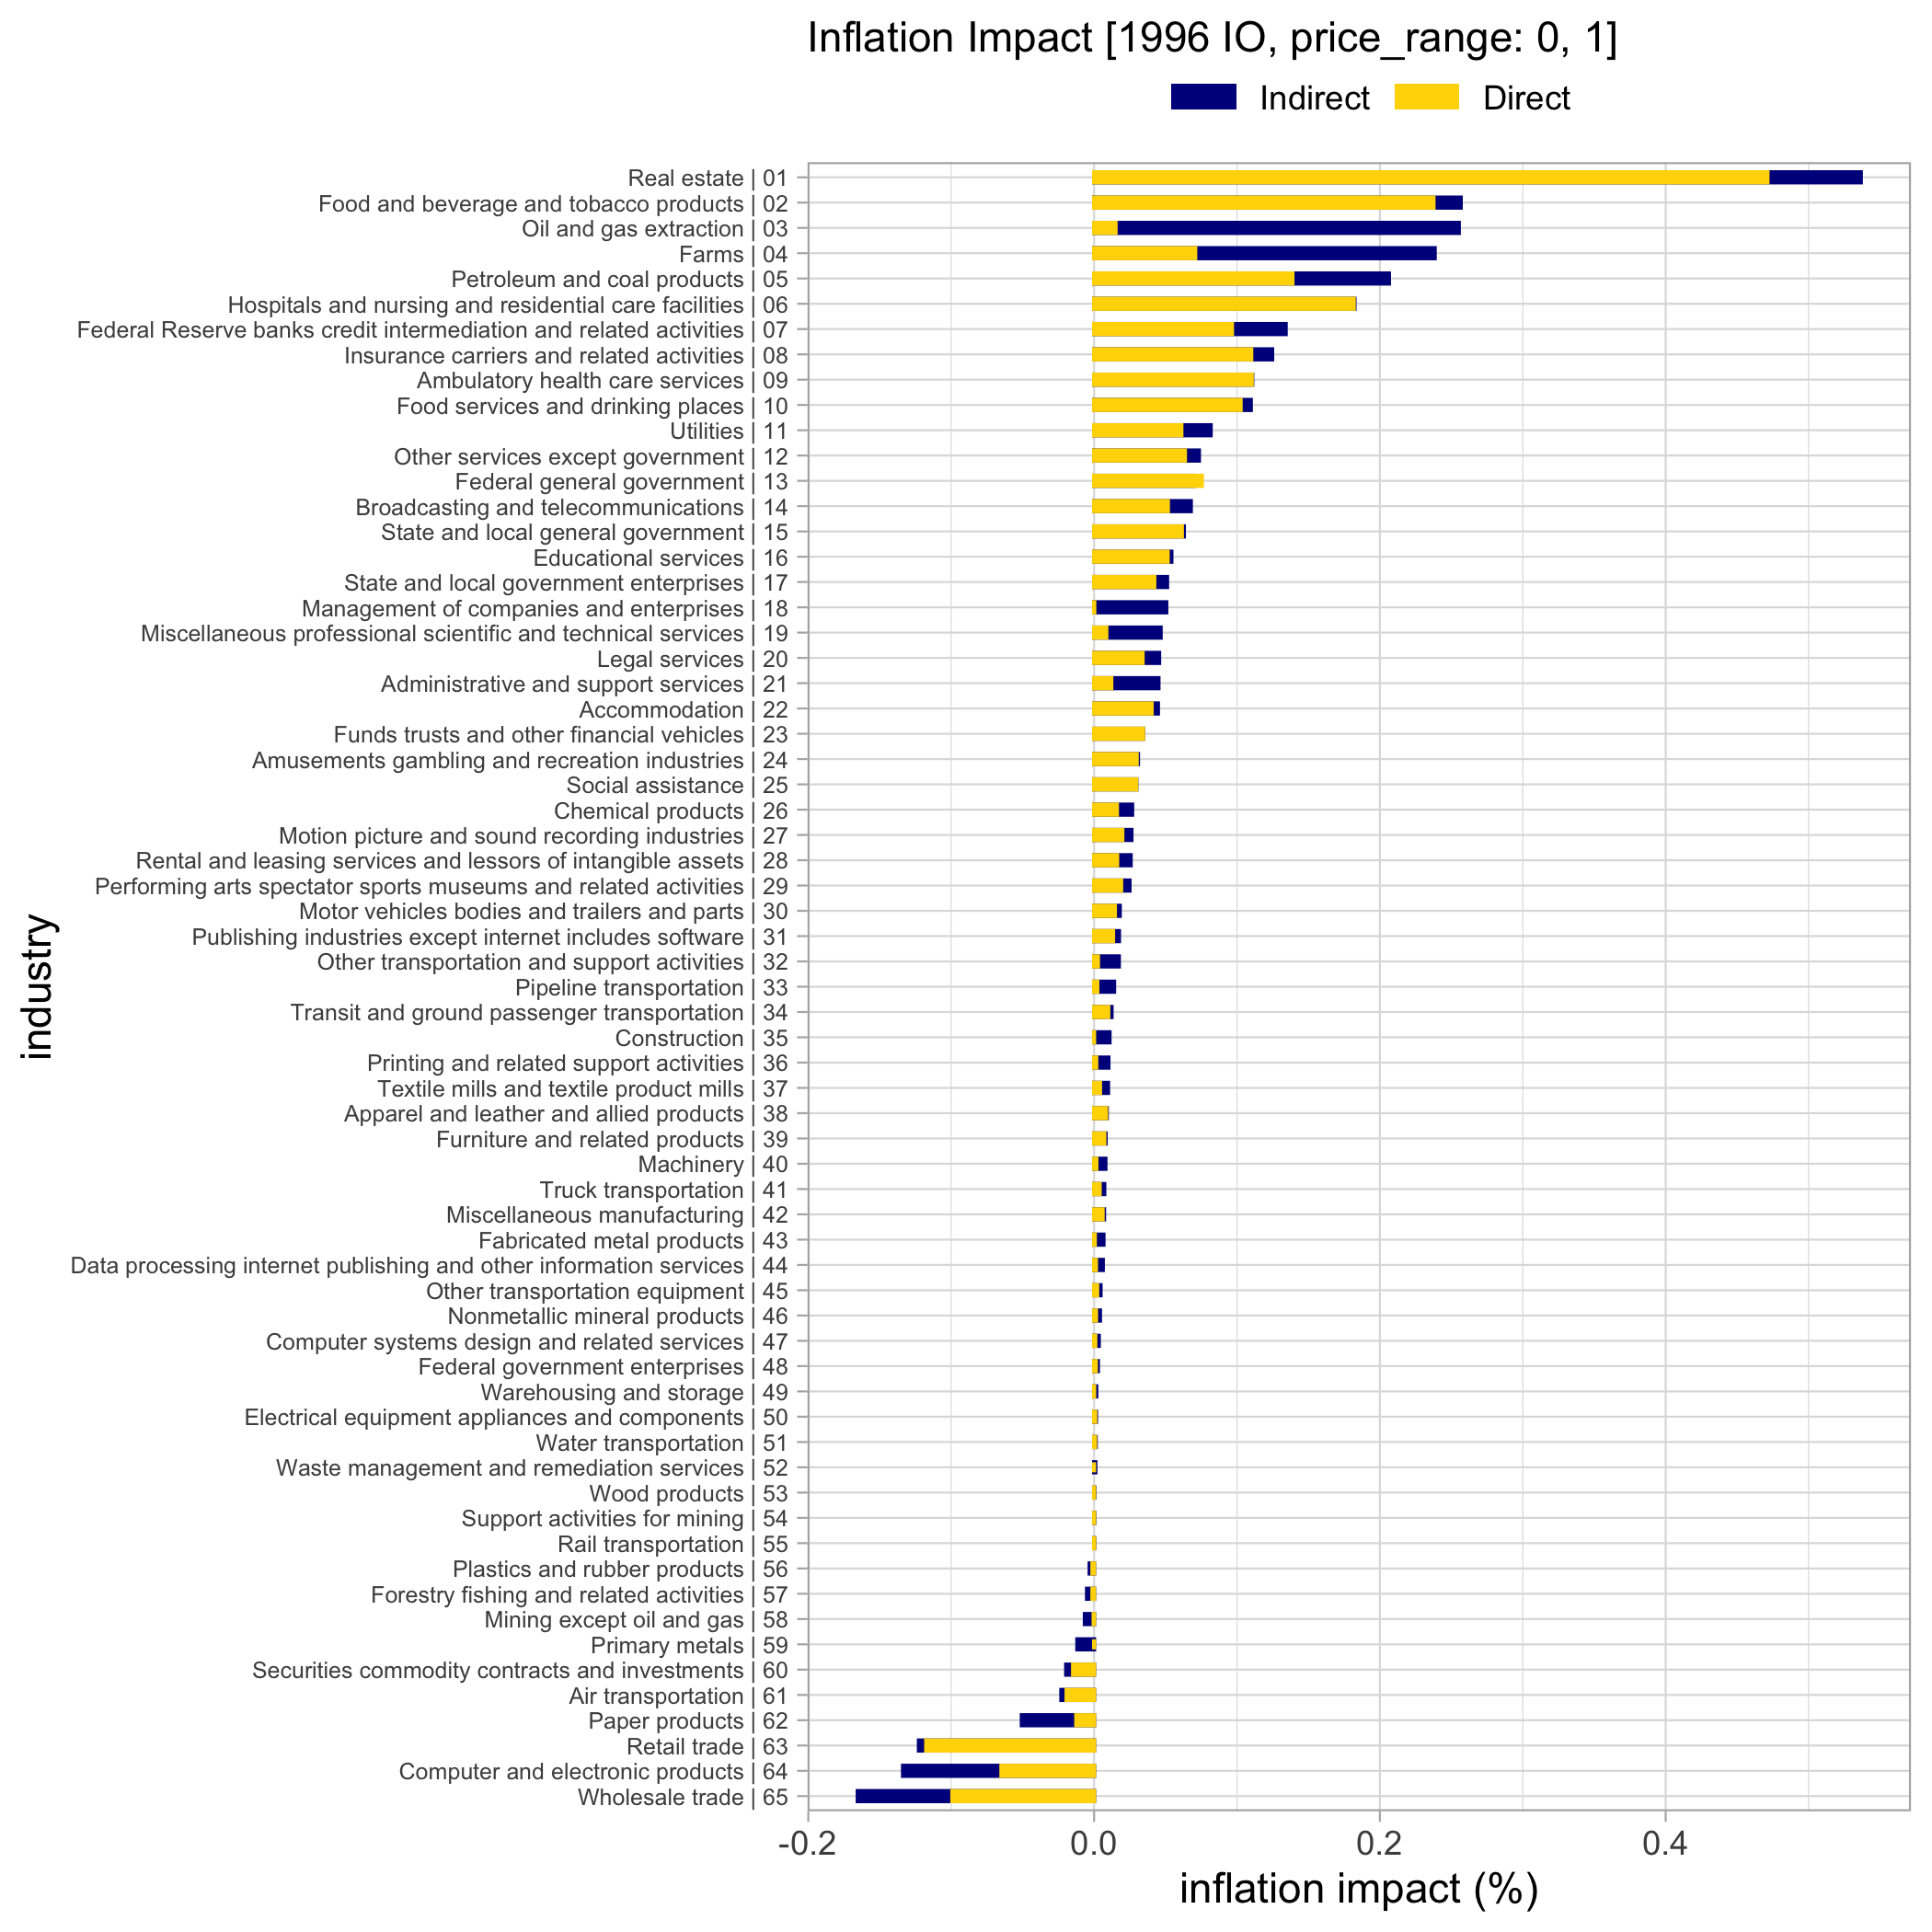 Inflation Impact [1996 IO, price_range: 0, 1]
Indirect Direct
Real estate | 01
Food and beverage and tobacco products | 02
Oil and gas extraction | 03
Farms | 04
Petroleum and coal products | 05
Hospitals and nursing and residential care facilities | 06
Federal Reserve banks credit intermediation and related activities | 07
Insurance carriers and related activities | 08
Ambulatory health care services | 09
Food services and drinking places | 10
Utilities | 11
Other services except government | 12
Federal general government | 13
Broadcasting and telecommunications | 14
State and local general government | 15
Educational services | 16
State and local government enterprises | 17
Management of companies and enterprises | 18
Miscellaneous professional scientific and technical services | 19
Legal services | 20
Administrative and support services | 21
Accommodation | 22
Funds trusts and other financial vehicles | 23
Amusements gambling and recreation industries | 24
Social assistance | 25
Chemical products | 26
Motion picture and sound recording industries | 27
Rental and leasing services and lessors of intangible assets | 28
Performing arts spectator sports museums and related activities | 29
Motor vehicles bodies and trailers and parts | 30
Publishing industries except internet includes software | 31
Other transportation and support activities | 32
Pipeline transportation | 33
Transit and ground passenger transportation | 34
Construction | 35
Printing and related support activities | 36
Textile mills and textile product mills | 37
Apparel and leather and allied products | 38
Furniture and related products | 39
Machinery | 40
Truck transportation | 41
Miscellaneous manufacturing | 42
Fabricated metal products | 43
Data processing internet publishing and other information services | 44
Other transportation equipment | 45
Nonmetallic mineral products | 46
Computer systems design and related services | 47
Federal government enterprises | 48
Warehousing and storage | 49
Electrical equipment appliances and components | 50
Water transportation | 51
Waste management and remediation services | 52
Wood products | 53
Support activities for mining | 54
Rail transportation | 55
Plastics and rubber products | 56
Forestry fishing and related activities | 57
Mining except oil and gas | 58
Primary metals | 59
Securities commodity contracts and investments | 60
Air transportation | 61
Paper products | 62
Retail trade | 63
Computer and electronic products | 64
Wholesale trade | 65
industry
-0.2 0.0 0.2 0.4
inflation impact (%)